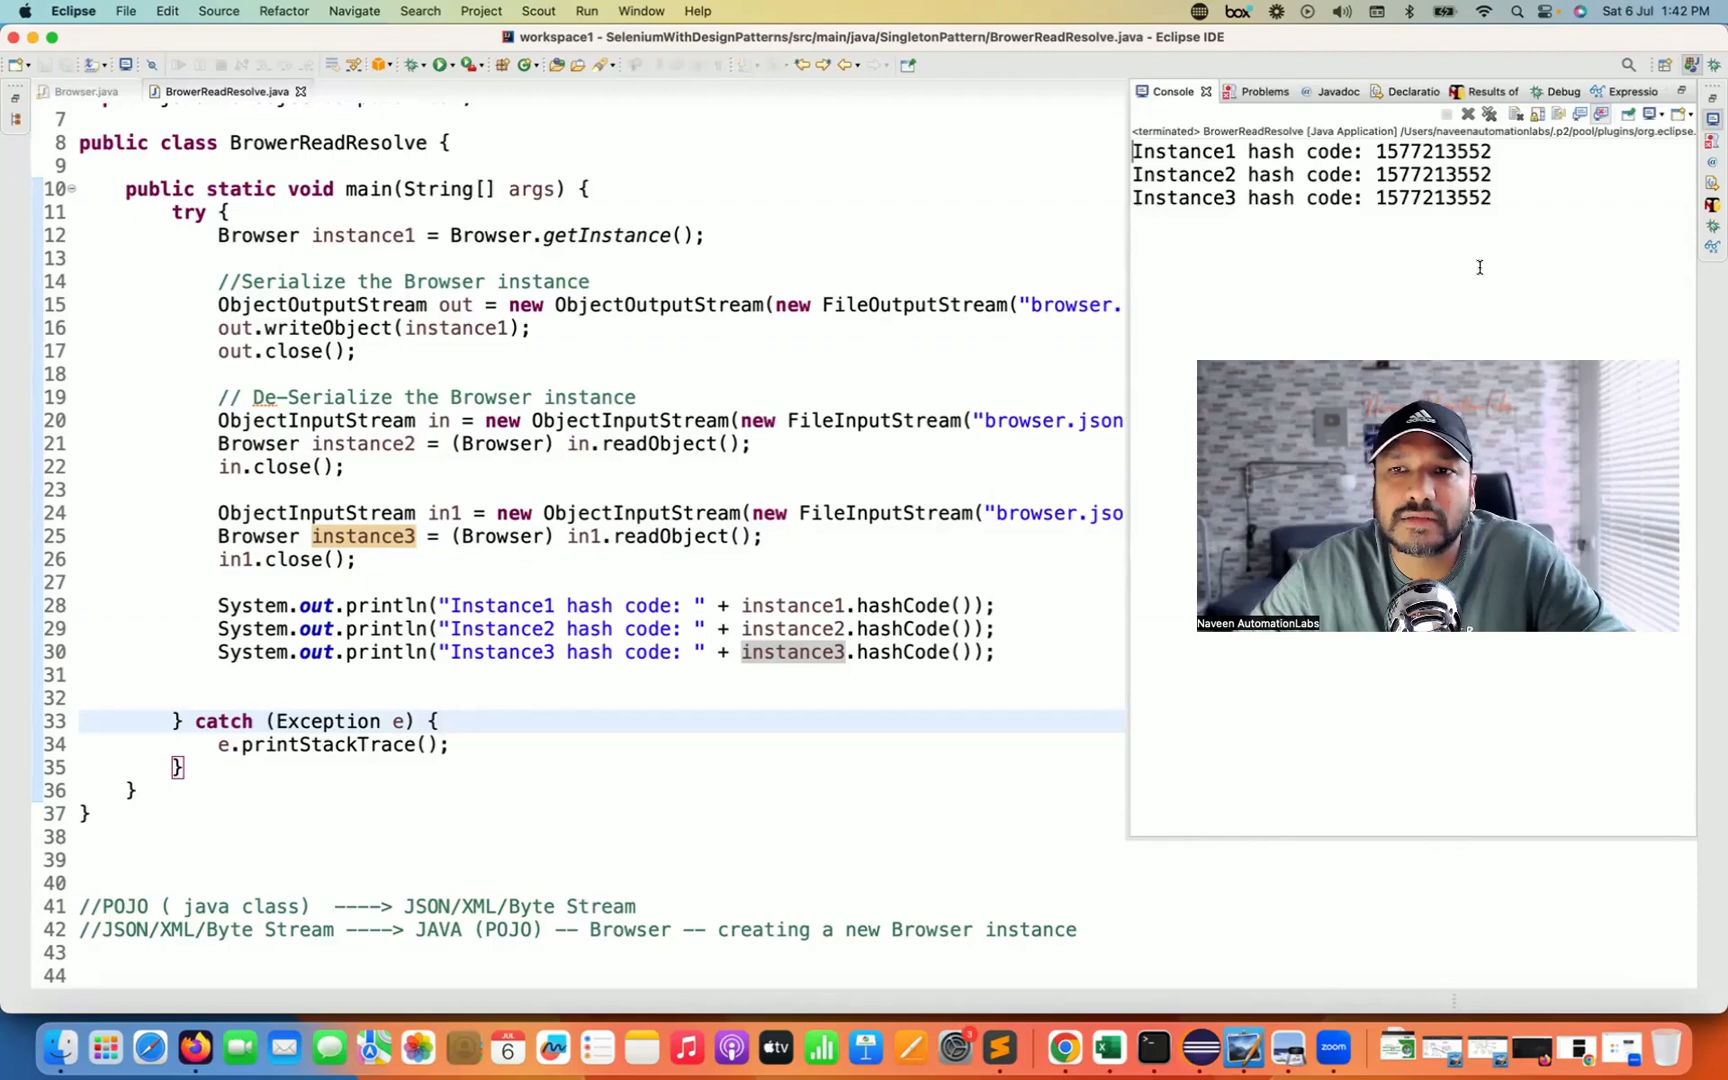 Eclipse File Edit Source Refactor Navigate Search Project Scout Run Window Help box Sat 6 Jul 1:42 PM
workspace1 - SeleniumWithDesignPatterns/src/main/java/SingletonPattern/BrowerReadResolve.java - Eclipse IDE
Browser.java BrowerReadResolve.java
7
8 public class BrowerReadResolve {
9
10 public static void main(String[] args) {
11 try {
12 Browser instance1 = Browser.getInstance();
13
14 //Serialize the Browser instance
15 ObjectOutputStream out = new ObjectOutputStream(new FileOutputStream("browser.
16 out.writeObject(instance1);
17 out.close();
18
19 // De-Serialize the Browser instance
20 ObjectInputStream in = new ObjectInputStream(new FileInputStream("browser.json
21 Browser instance2 = (Browser) in.readObject();
22 in.close();
23
24 ObjectInputStream in1 = new ObjectInputStream(new FileInputStream("browser.jso
25 Browser instance3 = (Browser) in1.readObject();
26 in1.close();
27
28 System.out.println("Instance1 hash code: " + instance1.hashCode());
29 System.out.println("Instance2 hash code: " + instance2.hashCode());
30 System.out.println("Instance3 hash code: " + instance3.hashCode());
31
32
33 } catch (Exception e) {
34 e.printStackTrace();
35 }
36 }
37 }
38
39
40
41 //POJO ( java class) ----> JSON/XML/Byte Stream
42 //JSON/XML/Byte Stream ----> JAVA (POJO) -- Browser -- creating a new Browser instance
43
44
Console Problems Javadoc Declaratio Results of Debug Expressio
<terminated> BrowerReadResolve [Java Application] /Users/naveenautomationlabs/.p2/pool/plugins/org.eclipse.
Instance1 hash code: 1577213552
Instance2 hash code: 1577213552
Instance3 hash code: 1577213552
Naveen AutomationLabs
JUL
6
tv
3
zoom